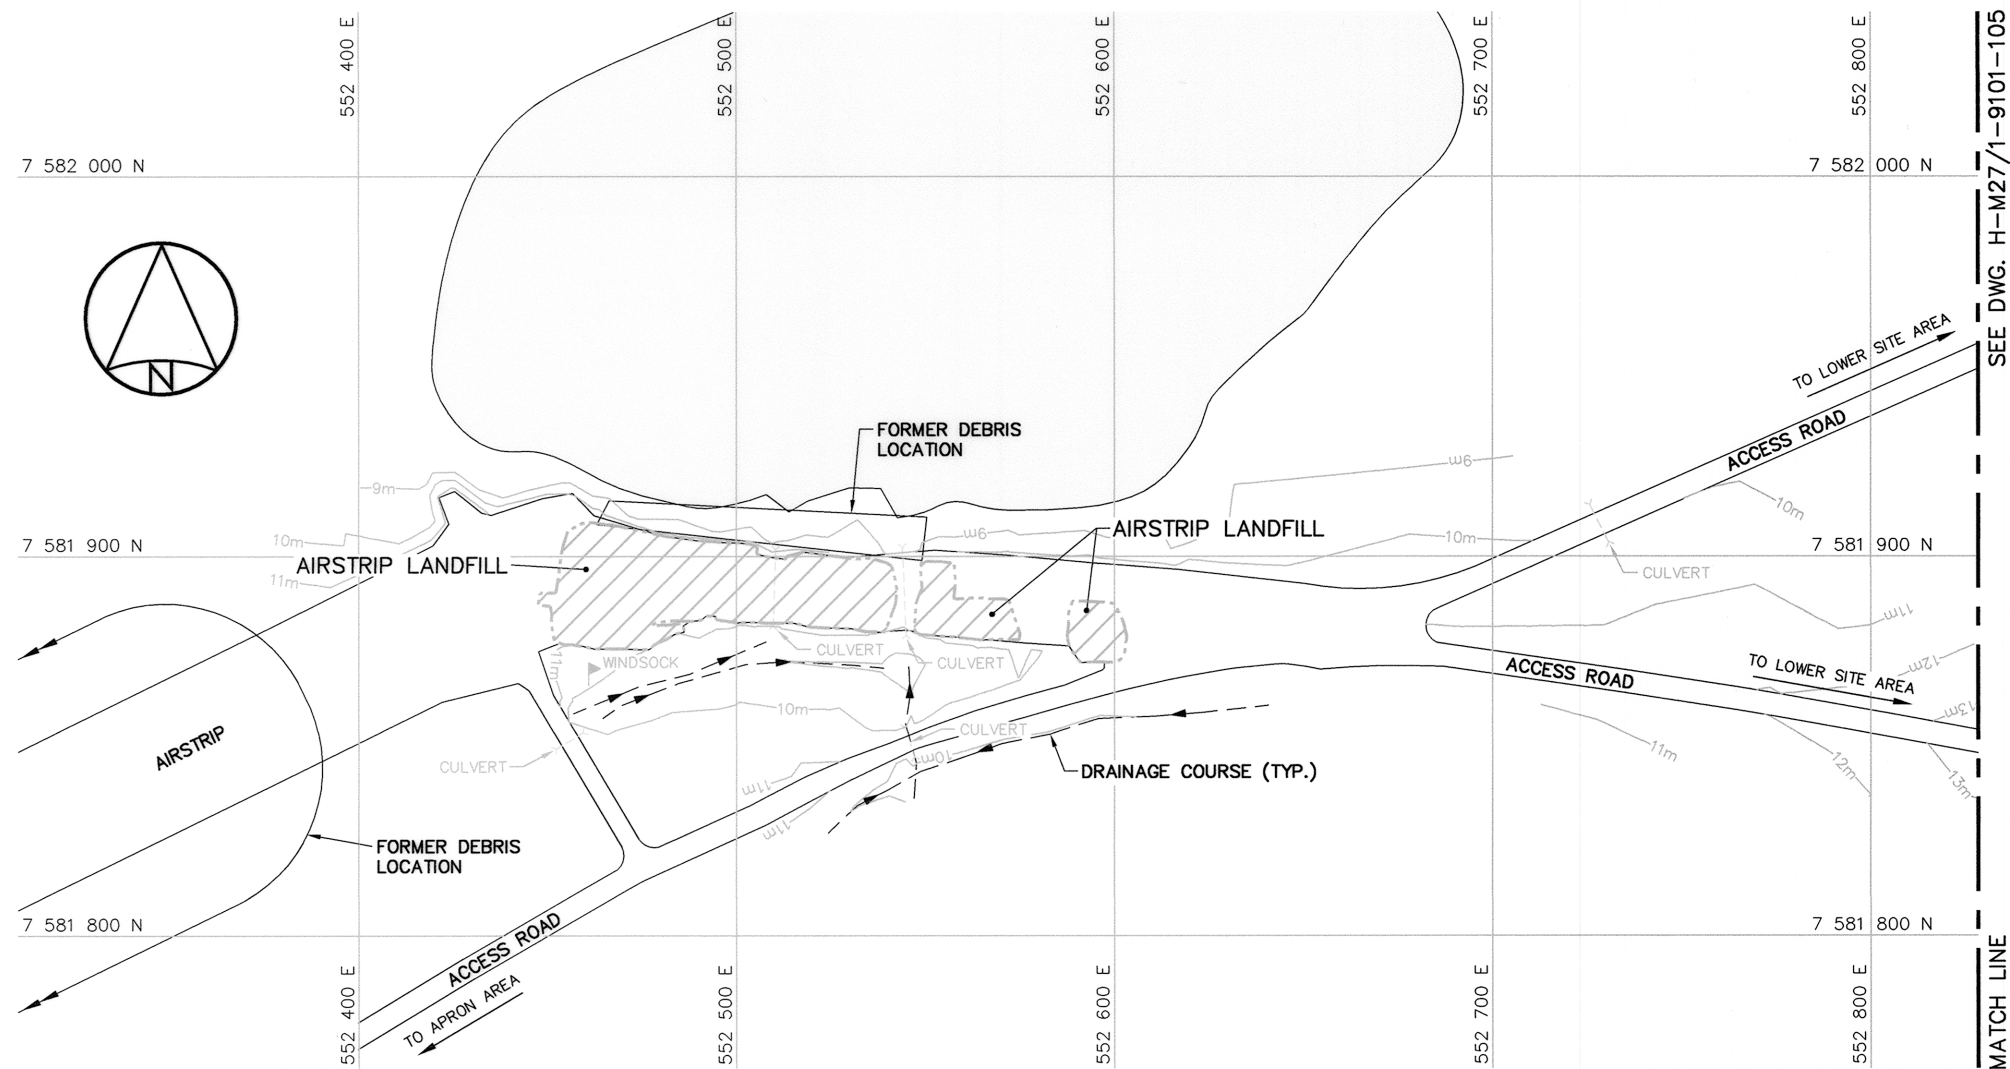 552 400 E
552 500 E
552 600 E
552 700 E
552 800 E
SEE DWG. H-M27/1-9101-105
7 582 000 N
7 582 000 N
N
TO LOWER SITE AREA
ACCESS ROAD
FORMER DEBRIS
LOCATION
9m
9m
10m
10m
9m
10m
7 581 900 N
AIRSTRIP LANDFILL
7 581 900 N
AIRSTRIP LANDFILL
11m
CULVERT
11m
CULVERT
CULVERT
WINDSOCK
11m
12m
TO LOWER SITE AREA
ACCESS ROAD
13m
10m
CULVERT
AIRSTRIP
CULVERT
10m
11m
11m
DRAINAGE COURSE (TYP.)
11m
12m
13m
FORMER DEBRIS
LOCATION
7 581 800 N
7 581 800 N
ACCESS ROAD
TO APRON AREA
552 400 E
552 500 E
552 600 E
552 700 E
552 800 E
MATCH LINE